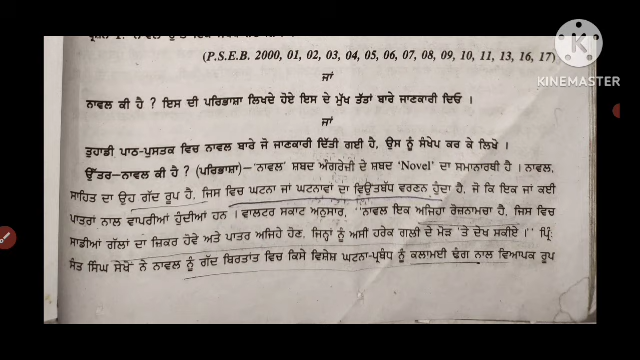 (P.S.E.B. 2000, 01, 02, 03, 04, 05, 06, 07, 08, 09, 10, 11, 13, 16, 17)
ਜਾਂ
ਨਾਵਲ ਕੀ ਹੈ ? ਇਸ ਦੀ ਪਰਿਭਾਸ਼ਾ ਲਿਖਦੇ ਹੋਏ ਇਸ ਦੇ ਮੁੱਖ ਤੱਤਾਂ ਬਾਰੇ ਜਾਣਕਾਰੀ ਦਿਓ ।
ਜਾਂ
ਤੁਹਾਡੀ ਪਾਠ-ਪੁਸਤਕ ਵਿਚ ਨਾਵਲ ਬਾਰੇ ਜੋ ਜਾਣਕਾਰੀ ਦਿੱਤੀ ਗਈ ਹੈ, ਉਸ ਨੂੰ ਸੰਖੇਪ ਕਰ ਕੇ ਲਿਖੋ ।
ਉੱਤਰ-ਨਾਵਲ ਕੀ ਹੈ ? (ਪਰਿਭਾਸ਼ਾ)-'ਨਾਵਲ' ਸ਼ਬਦ ਅੰਗਰੇਜ਼ੀ ਦੇ ਸ਼ਬਦ 'Novel' ਦਾ ਸਮਾਨਾਰਥੀ ਹੈ । ਨਾਵਲ,
ਸਾਹਿਤ ਦਾ ਉਹ ਗੱਦ ਰੂਪ ਹੈ, ਜਿਸ ਵਿਚ ਘਟਨਾ ਜਾਂ ਘਟਨਾਵਾਂ ਦਾ ਵਿਉਂਤਬੱਧ ਵਰਣਨ ਹੁੰਦਾ ਹੈ, ਜੋ ਕਿ ਇਕ ਜਾਂ ਕਈ
ਪਾਤਰਾਂ ਨਾਲ ਵਾਪਰੀਆਂ ਹੁੰਦੀਆਂ ਹਨ । ਵਾਲਟਰ ਸਕਾਟ ਅਨੁਸਾਰ, "ਨਾਵਲ ਇਕ ਅਜਿਹਾ ਰੋਜ਼ਨਾਮਚਾ ਹੈ, ਜਿਸ ਵਿਚ
ਸਾਡੀਆਂ ਗੱਲਾਂ ਦਾ ਜ਼ਿਕਰ ਹੋਵੇ ਅਤੇ ਪਾਤਰ ਅਜਿਹੇ ਹੋਣ, ਜਿਨ੍ਹਾਂ ਨੂੰ ਅਸੀਂ ਹਰੇਕ ਗਲੀ ਦੇ ਮੋੜ 'ਤੇ ਦੇਖ ਸਕੀਏ ।" ਪ੍ਰਿੰ:
ਸੰਤ ਸਿੰਘ ਸੇਖੋਂ ਨੇ ਨਾਵਲ ਨੂੰ ਗੱਦ ਬਿਰਤਾਂਤ ਵਿਚ ਕਿਸੇ ਵਿਸ਼ੇਸ਼ ਘਟਨਾ-ਪ੍ਰਬੰਧ ਨੂੰ ਕਲਾਮਈ ਢੰਗ ਨਾਲ ਵਿਆਪਕ ਰੂਪ
KINEMASTER